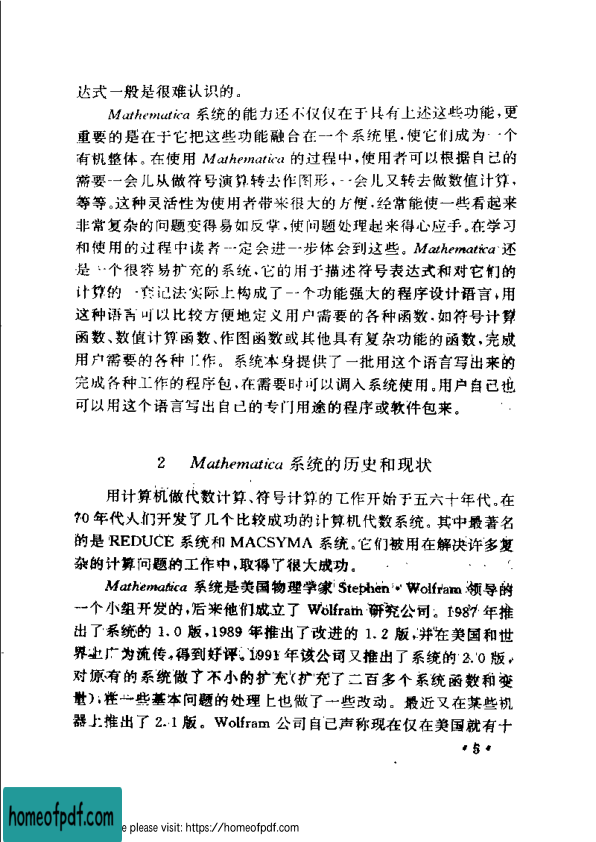 达式一般是很难认识的。
Mathematica 系统的能力还不仅仅在于具有上述这些功能,更
重要的是在于它把这些功能融合在一个系统里,使它们成为一个
有机整体。在使用 Mathematica 的过程中,使用者可以根据自己的
需要一会儿从做符号演算转去作图形,一会儿又转去做数值计算,
等等。这种灵活性为使用者带来很大的方便,经常能使一些看起来
非常复杂的问题变得易如反掌,使问题处理起来得心应手。在学习
和使用的过程中读者一定会进一步体会到这些。Mathematica 还
是一个很容易扩充的系统,它的用于描述符号表达式和对它们的
计算的一套记法实际上构成了一个功能强大的程序设计语言,用
这种语言可以比较方便地定义用户需要的各种函数,如符号计算
函数、数值计算函数、作图函数或其他具有复杂功能的函数,完成
用户需要的各种工作。系统本身提供了一批用这个语言写出来的
完成各种工作的程序包,在需要时可以调入系统使用。用户自己也
可以用这个语言写出自己的专门用途的程序或软件包来。
2 Mathematica 系统的历史和现状
用计算机做代数计算、符号计算的工作开始于五六十年代。在
70 年代人们开发了几个比较成功的计算机代数系统。其中最著名
的是 REDUCE 系统和 MACSYMA 系统。它们被用在解决许多复
杂的计算问题的工作中,取得了很大成功。
Mathematica 系统是美国物理学家 Stephen·Wolfram 领导的
一个小组开发的,后来他们成立了 Wolfram 研究公司。1987 年推
出了系统的 1.0 版,1989 年推出了改进的 1.2 版,并在美国和世
界上广为流传,得到好评。1991 年该公司又推出了系统的 2.0 版,
对原有的系统做了不小的扩充(扩充了二百多个系统函数和变
量),在一些基本问题的处理上也做了一些改动。最近又在某些机
器上推出了 2.1 版。Wolfram 公司自己声称现在仅在美国就有十
·5·
homeofpdf.com
e please visit: https://homeofpdf.com